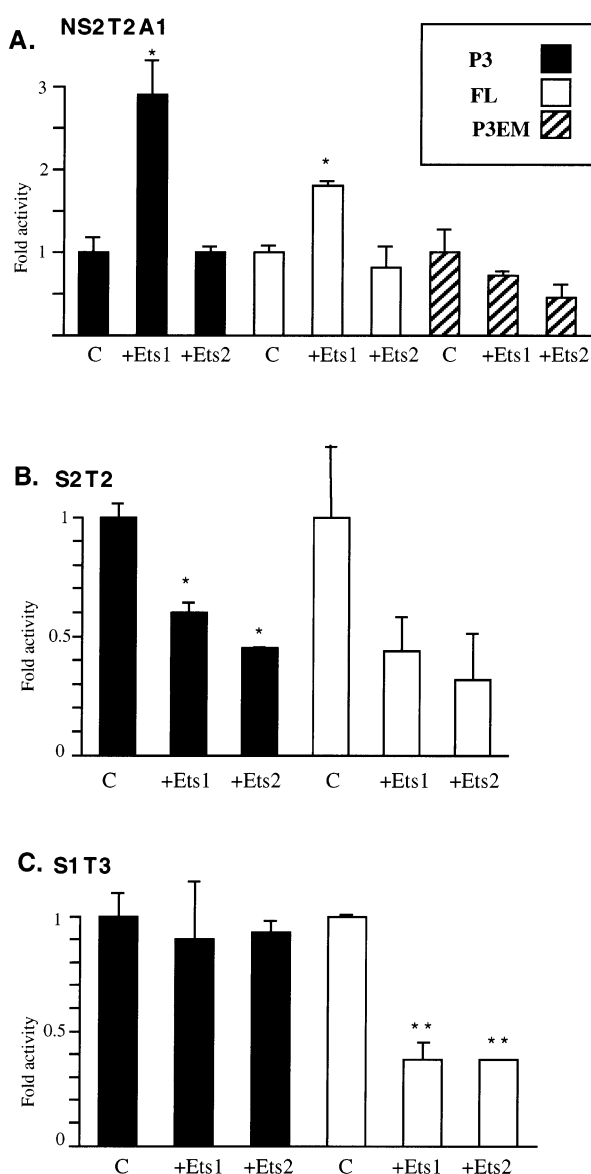 A. NS2T2A1
P3
FL
P3EM
Fold activity
3
2
1
*
*
C +Ets1 +Ets2 C +Ets1 +Ets2 C +Ets1 +Ets2
B. S2T2
Fold activity
1
0.5
0
*
*
C +Ets1 +Ets2 C +Ets1 +Ets2
C. S1T3
Fold activity
1
0.5
0
**
**
C +Ets1 +Ets2 C +Ets1 +Ets2